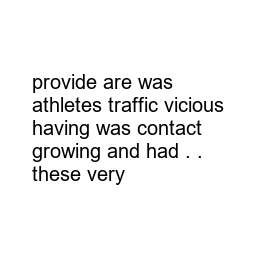 provide are was
athletes traffic vicious
having was contact
growing and had . .
these very